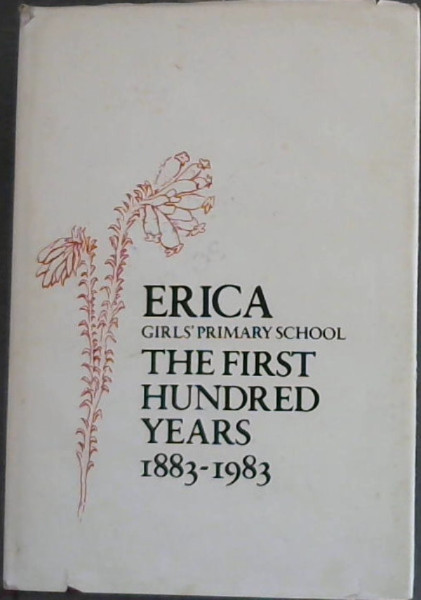 ERICA
GIRLS' PRIMARY SCHOOL
THE FIRST
HUNDRED
YEARS
1883-1983